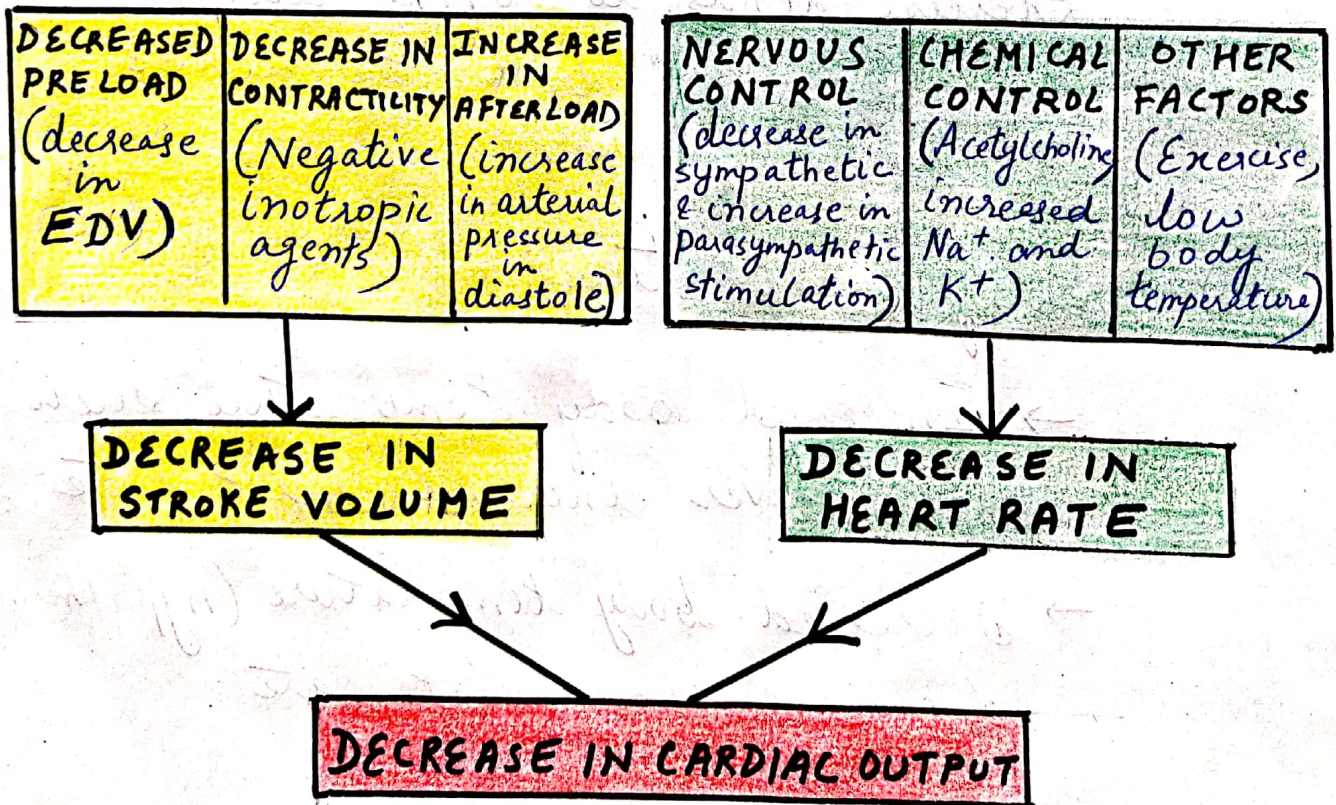 DECREASED
PRELOAD
(decrease
in
EDV)
DECREASE IN
CONTRACTILITY
(Negative
inotropic
agents)
INCREASE
IN
AFTERLOAD
(increase
in arterial
pressure
in
diastole)
NERVOUS
CONTROL
(decrease in
sympathetic
& increase in
parasympathetic
stimulation)
CHEMICAL
CONTROL
(Acetylcholine,
increased
Na+ and
K+)
OTHER
FACTORS
(Exercise,
low
body
temperature)
DECREASE IN
STROKE VOLUME
DECREASE IN
HEART RATE
DECREASE IN CARDIAC OUTPUT